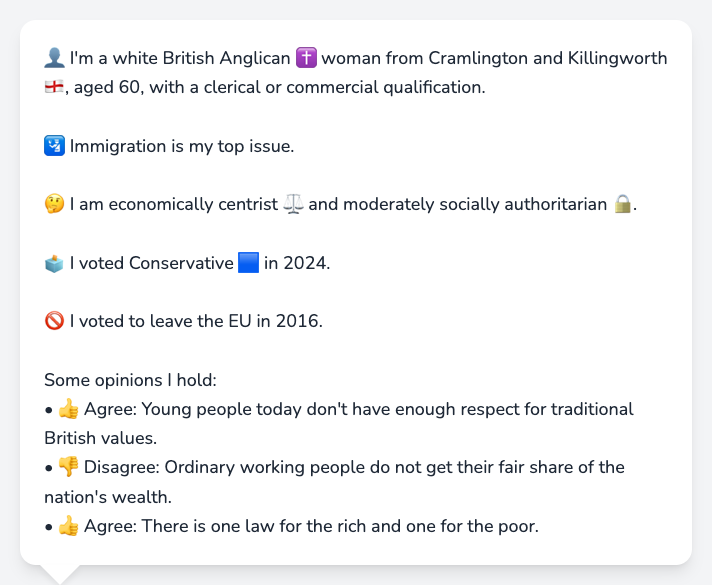 👤 I'm a white British Anglican ✝️ woman from Cramlington and Killingworth
🏴󠁧󠁢󠁥󠁮󠁧󠁿, aged 60, with a clerical or commercial qualification.
🛂 Immigration is my top issue.
🤔 I am economically centrist ⚖️ and moderately socially authoritarian 🔒.
🗳️ I voted Conservative 🟦 in 2024.
🚫 I voted to leave the EU in 2016.
Some opinions I hold:
• 👍 Agree: Young people today don't have enough respect for traditional
British values.
• 👎 Disagree: Ordinary working people do not get their fair share of the
nation's wealth.
• 👍 Agree: There is one law for the rich and one for the poor.